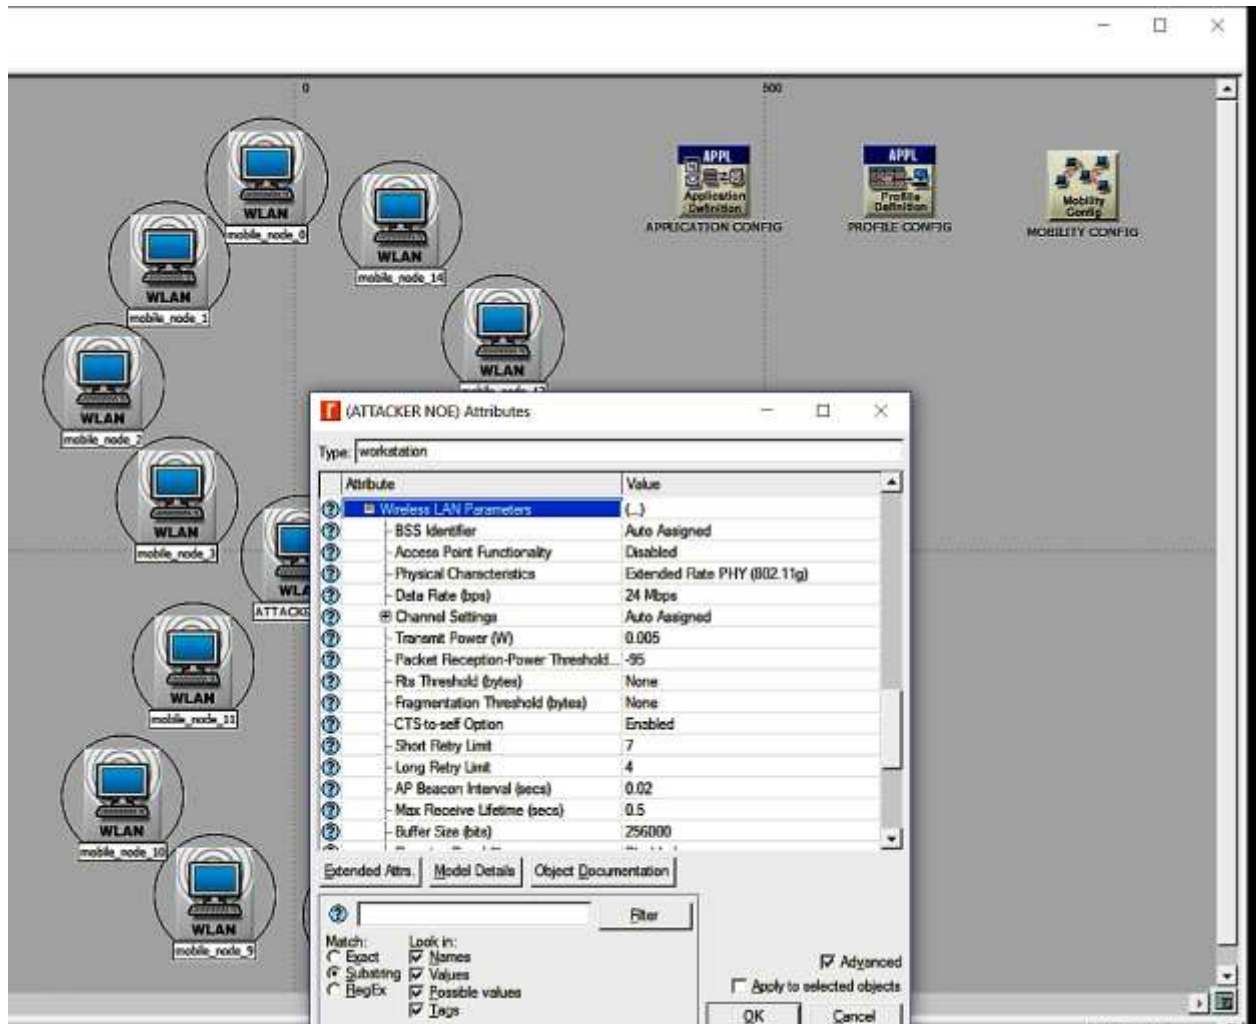 0
500
WLAN
mobile_node_0
WLAN
mobile_node_14
APPL
Application
Definition
APPLICATION CONFIG
APPL
Profile
Definition
PROFILE CONFIG
Mobility
Config
MOBILITY CONFIG
WLAN
mobile_node_1
WLAN
WLAN
mobile_node_2
WLAN
mobile_node_3
WLAN
mobile_node_11
WLAN
mobile_node_10
WLAN
mobile_node_9
(ATTACKER NOE) Attributes
Type: workstation
Attribute Value
Wireless LAN Parameters (...)
BSS Identifier Auto Assigned
Access Point Functionality Disabled
Physical Characteristics Extended Rate PHY (802.11g)
Data Rate (bps) 24 Mbps
Channel Settings Auto Assigned
Transmit Power (W) 0.005
Packet Reception-Power Threshold... -95
Rts Threshold (bytes) None
Fragmentation Threshold (bytes) None
CTS-to-self Option Enabled
Short Retry Limit 7
Long Retry Limit 4
AP Beacon Interval (secs) 0.02
Max Receive Lifetime (secs) 0.5
Buffer Size (bits) 256000
Extended Attrs. Model Details Object Documentation
Filter
Match: Look in:
Exact Names
Substring Values
RegEx Possible values
Tags
Advanced
Apply to selected objects
OK Cancel